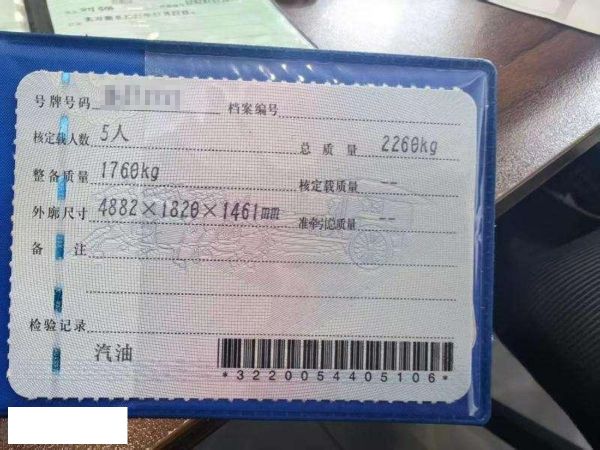 号牌号码
档案编号
核定载人数 5人 总质量 2260kg
整备质量 1760kg 核定载质量 --
外廓尺寸 4882×1820×1461mm 准牵引总质量 --
备注
检验记录
汽油
*3220054405106*